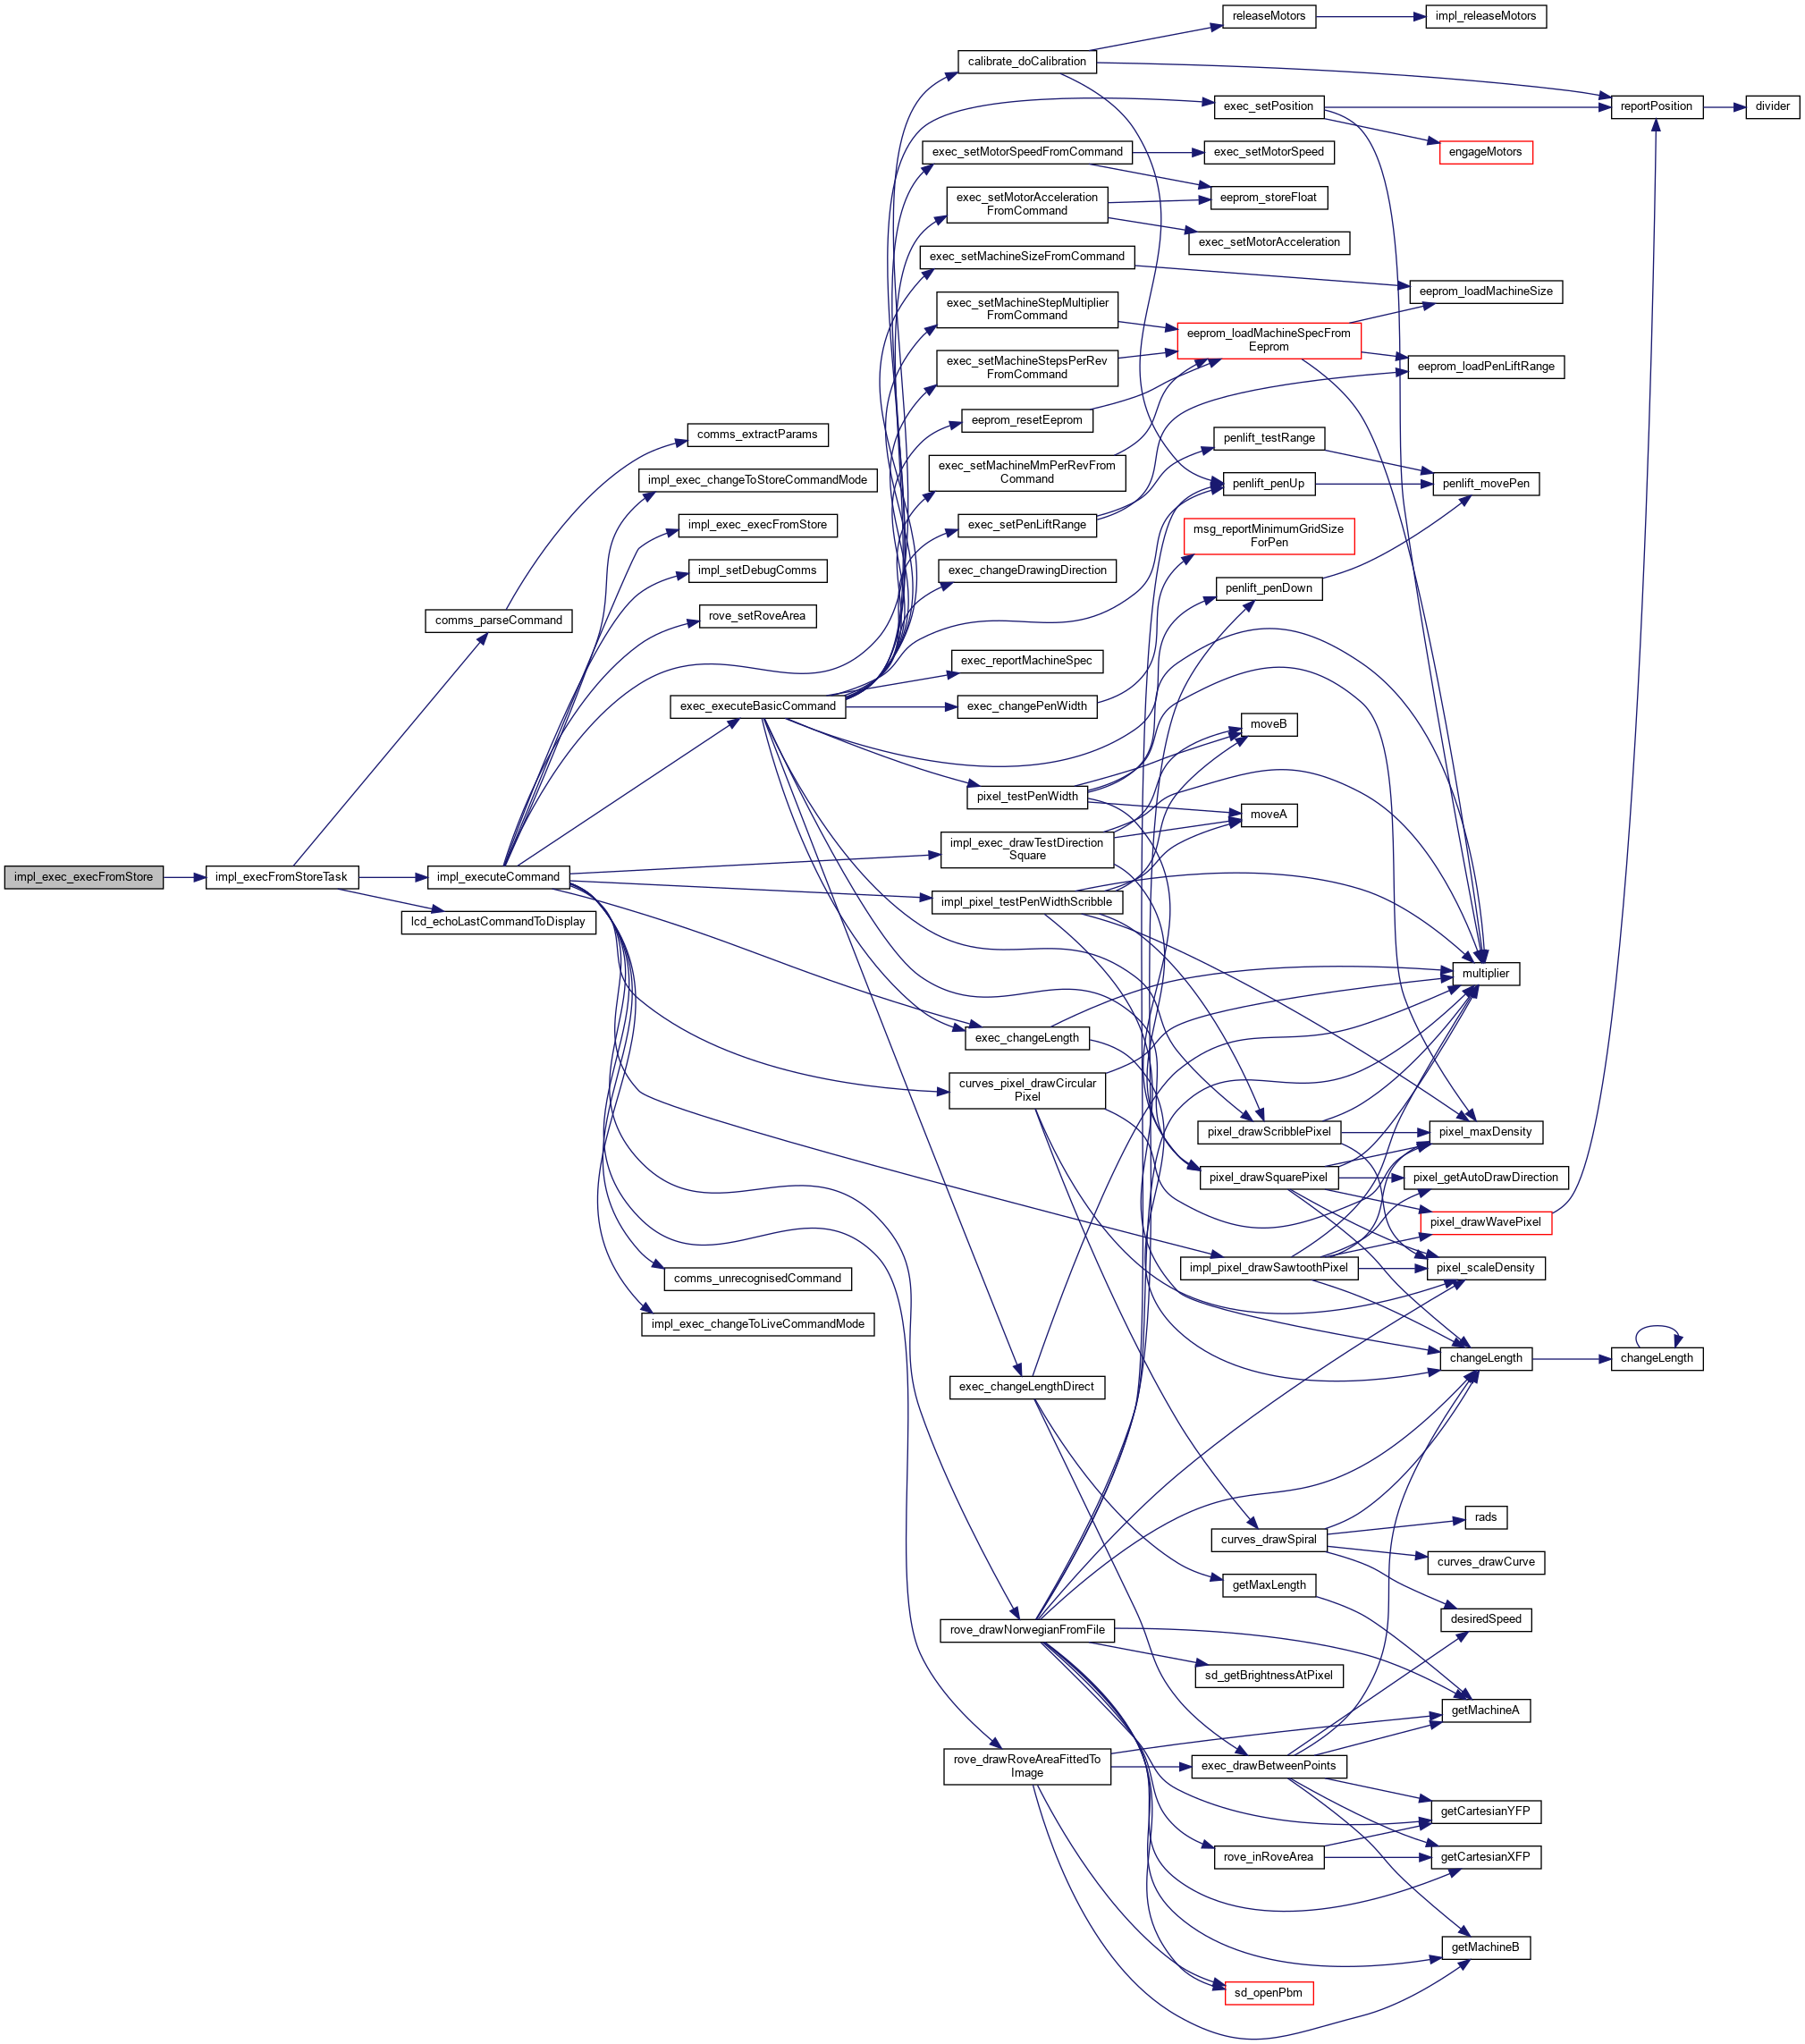 releaseMotors
impl_releaseMotors
calibrate_doCalibration
exec_setPosition
reportPosition
divider
exec_setMotorSpeedFromCommand
exec_setMotorSpeed
engageMotors
exec_setMotorAcceleration
FromCommand
eeprom_storeFloat
exec_setMotorAcceleration
exec_setMachineSizeFromCommand
eeprom_loadMachineSize
exec_setMachineStepMultiplier
FromCommand
eeprom_loadMachineSpecFrom
Eeprom
exec_setMachineStepsPerRev
FromCommand
eeprom_loadPenLiftRange
eeprom_resetEeprom
comms_extractParams
penlift_testRange
exec_setMachineMmPerRevFrom
Command
impl_exec_changeToStoreCommandMode
penlift_penUp
penlift_movePen
impl_exec_execFromStore
exec_setPenLiftRange
msg_reportMinimumGridSize
ForPen
impl_setDebugComms
exec_changeDrawingDirection
penlift_penDown
comms_parseCommand
rove_setRoveArea
exec_reportMachineSpec
exec_executeBasicCommand
exec_changePenWidth
moveB
pixel_testPenWidth
moveA
impl_exec_drawTestDirection
Square
impl_exec_execFromStore
impl_execFromStoreTask
impl_executeCommand
lcd_echoLastCommandToDisplay
impl_pixel_testPenWidthScribble
multiplier
exec_changeLength
curves_pixel_drawCircular
Pixel
pixel_drawScribblePixel
pixel_maxDensity
pixel_drawSquarePixel
pixel_getAutoDrawDirection
pixel_drawWavePixel
comms_unrecognisedCommand
impl_pixel_drawSawtoothPixel
pixel_scaleDensity
impl_exec_changeToLiveCommandMode
changeLength
changeLength
exec_changeLengthDirect
rads
curves_drawSpiral
curves_drawCurve
getMaxLength
desiredSpeed
rove_drawNorwegianFromFile
sd_getBrightnessAtPixel
getMachineA
rove_drawRoveAreaFittedTo
Image
exec_drawBetweenPoints
getCartesianYFP
rove_inRoveArea
getCartesianXFP
getMachineB
sd_openPbm